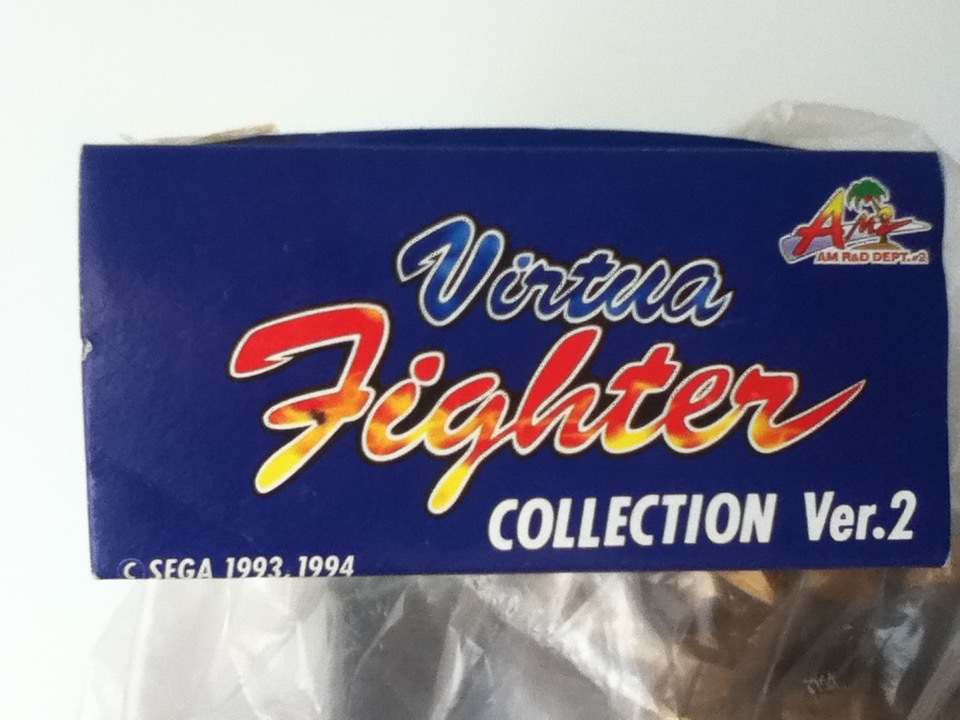 AM2
AM R&D DEPT.#2
Virtua
Fighter
COLLECTION Ver.2
© SEGA 1993, 1994